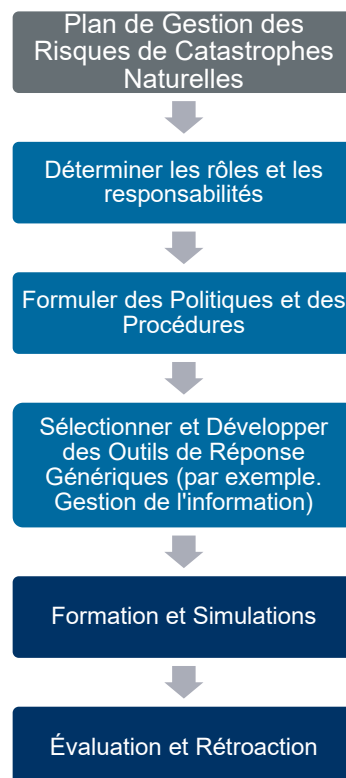 Plan de Gestion des
Risques de Catastrophes
Naturelles
Déterminer les rôles et les
responsabilités
Formuler des Politiques et des
Procédures
Sélectionner et Développer
des Outils de Réponse
Génériques (par exemple.
Gestion de l'information)
Formation et Simulations
Évaluation et Rétroaction